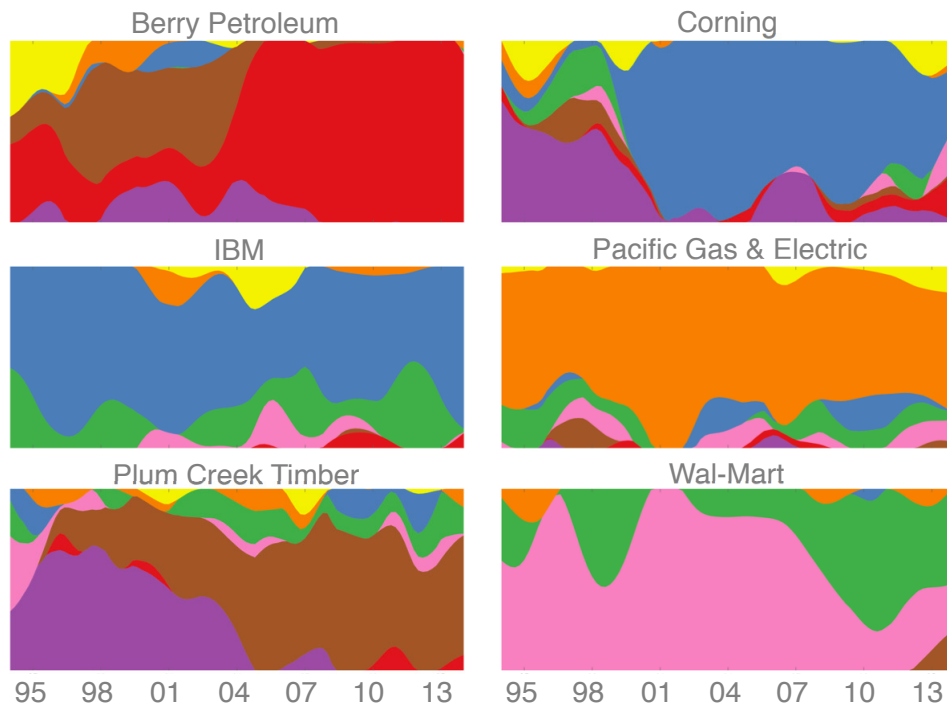 Berry Petroleum
Corning
IBM
Pacific Gas & Electric
Plum Creek Timber
Wal-Mart
95 98 01 04 07 10 13
95 98 01 04 07 10 13